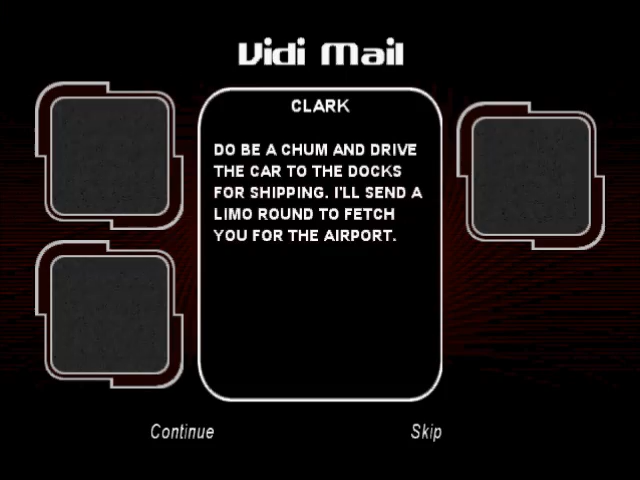 Vidi Mail
CLARK
DO BE A CHUM AND DRIVE
THE CAR TO THE DOCKS
FOR SHIPPING. I'LL SEND A
LIMO ROUND TO FETCH
YOU FOR THE AIRPORT.
Continue
Skip